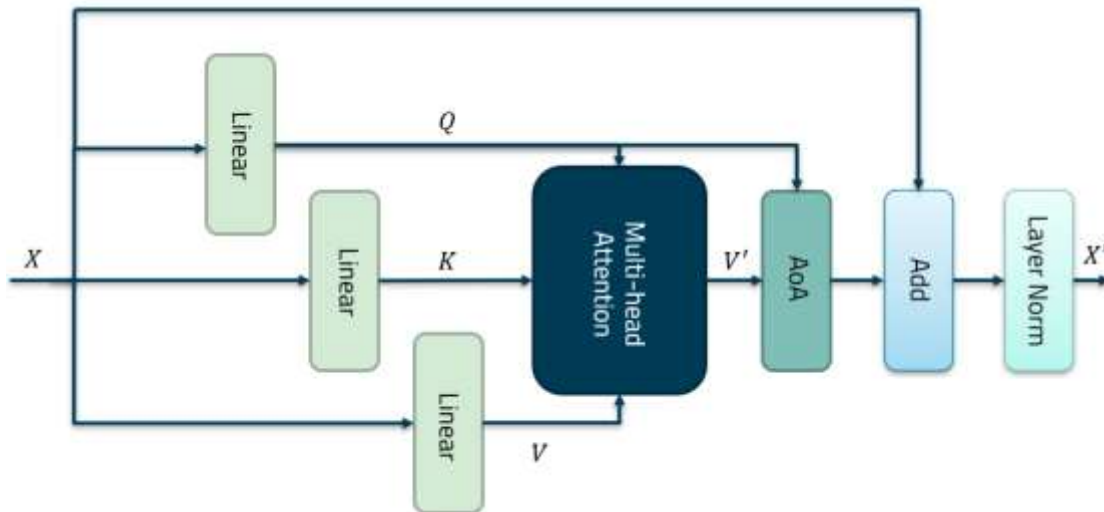 X
Linear
Q
Linear
K
Linear
V
Multi-head
Attention
V'
AoA
Add
Layer Norm
X'